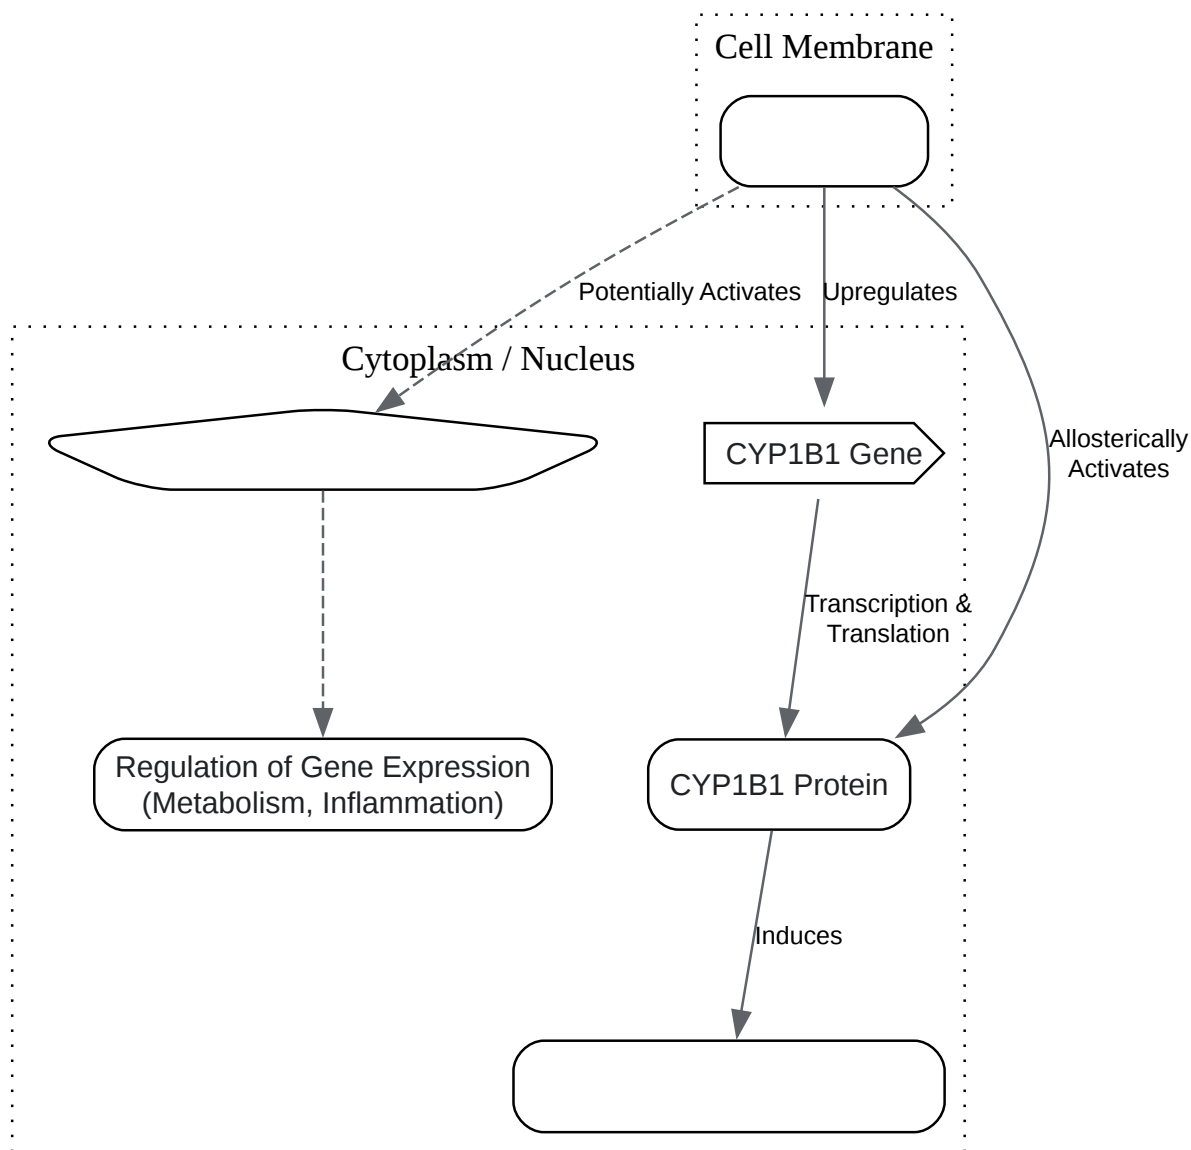 Cell Membrane
Potentially Activates
Upregulates
Cytoplasm / Nucleus
CYP1B1 Gene
Allosterically
Activates
Transcription &
Translation
Regulation of Gene Expression
(Metabolism, Inflammation)
CYP1B1 Protein
Induces